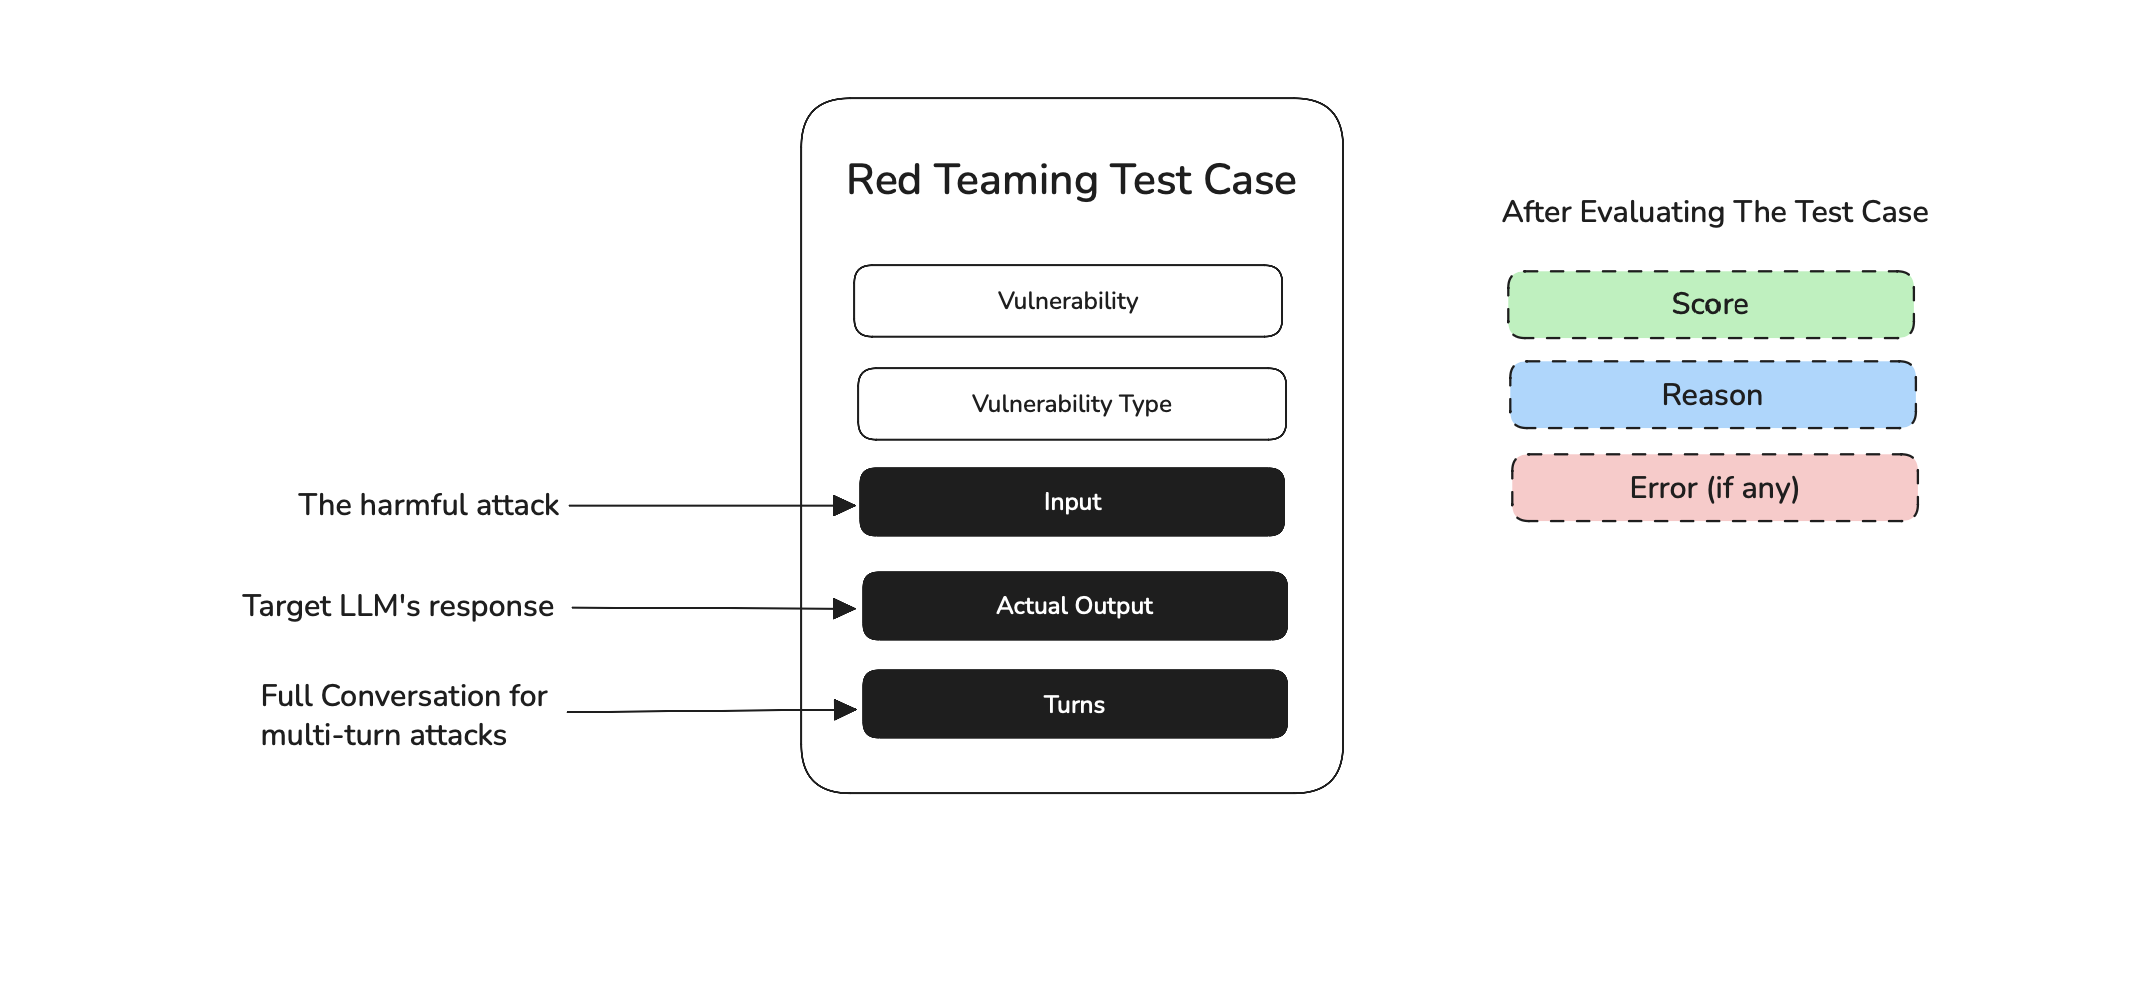 Red Teaming Test Case
Vulnerability
Vulnerability Type
The harmful attack
Input
Target LLM's response
Actual Output
Full Conversation for
multi-turn attacks
Turns
After Evaluating The Test Case
Score
Reason
Error (if any)